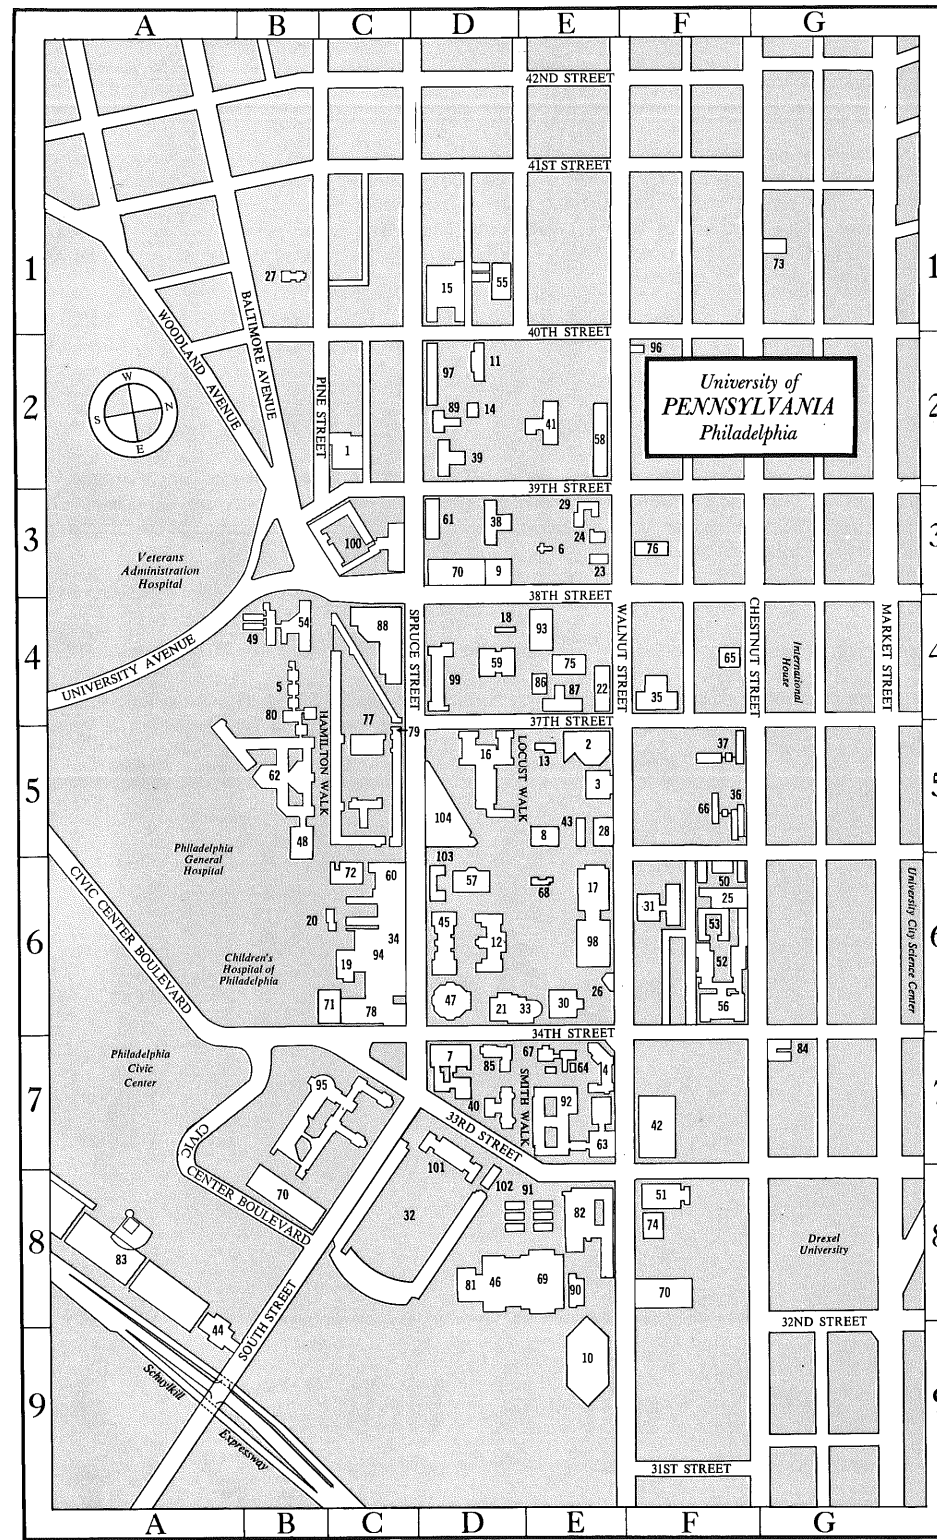 A B C D E F G
42ND STREET
41ST STREET
1
1
27
15
55
73
BALTIMORE AVENUE
WOODLAND AVENUE
40TH STREET
96
University of
PENNSYLVANIA
Philadelphia
W
S N
E
PINE STREET
2
2
97
11
89
14
41
58
1
39
39TH STREET
29
61
38
24
6
76
100
3
3
Veterans
Administration
Hospital
70
9
23
38TH STREET
54
49
88
SPRUCE STREET
18
93
WALNUT STREET
CHESTNUT STREET
MARKET STREET
International
House
4
4
UNIVERSITY AVENUE
5
99
59
75
86
87
22
35
65
80
77
79
37TH STREET
HAMILTON WALK
16
LOCUST WALK
13
2
37
5
5
62
3
66
36
104
8
43
28
48
Philadelphia
General
Hospital
103
72
60
57
68
17
50
25
31
CIVIC CENTER BOULEVARD
University City Science Center
20
45
12
53
34
98
52
6
6
94
19
Children's
Hospital of
Philadelphia
71
78
47
21
33
30
26
56
34TH STREET
Philadelphia
Civic
Center
7
85
67
64
4
84
SMITH WALK
95
40
92
42
7
7
CIVIC
33RD STREET
63
101
102
91
70
CENTER BOULEVARD
32
82
51
74
Drexel
University
8
83
81
46
69
90
70
44
SOUTH STREET
32ND STREET
10
Schuylkill
Expressway
9
31ST STREET
A B C D E F G